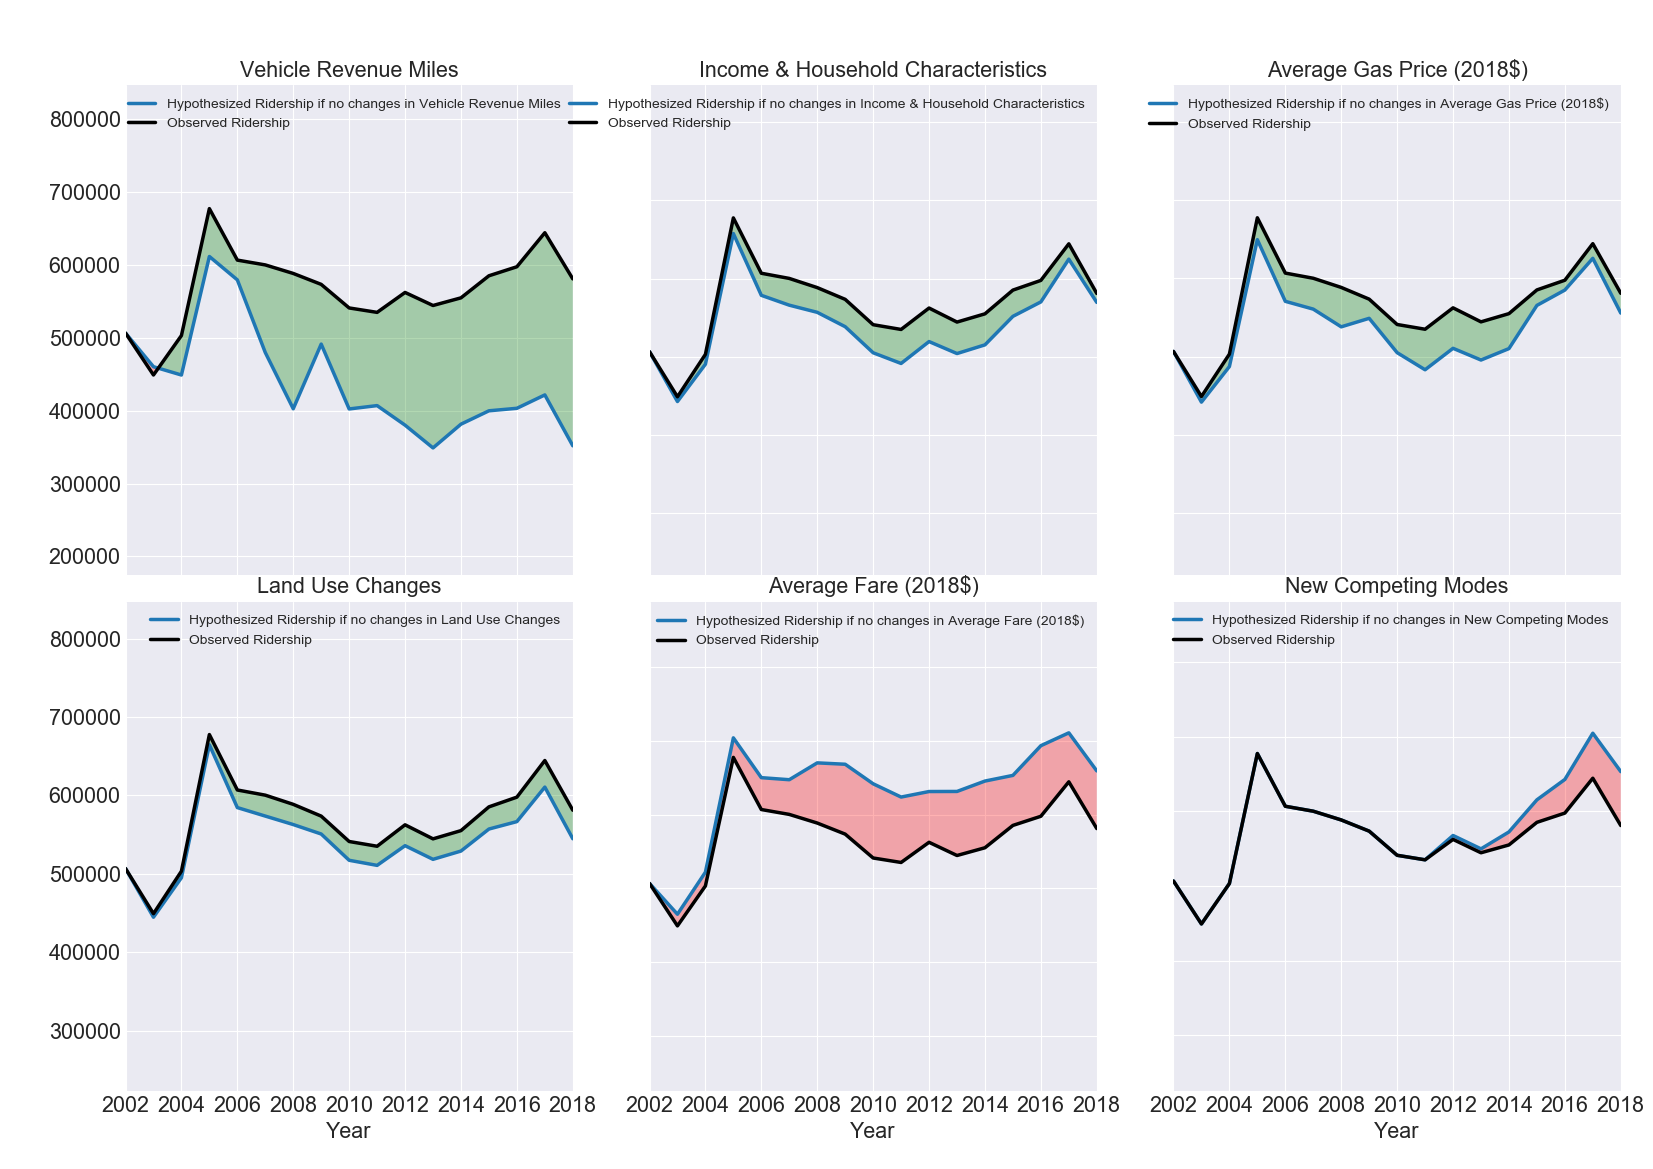 Vehicle Revenue Miles
Hypothesized Ridership if no changes in Vehicle Revenue Miles
Observed Ridership
800000
700000
600000
500000
400000
300000
200000
Income & Household Characteristics
Hypothesized Ridership if no changes in Income & Household Characteristics
Observed Ridership
Average Gas Price (2018$)
Hypothesized Ridership if no changes in Average Gas Price (2018$)
Observed Ridership
Land Use Changes
Hypothesized Ridership if no changes in Land Use Changes
Observed Ridership
800000
700000
600000
500000
400000
300000
2002 2004 2006 2008 2010 2012 2014 2016 2018
Year
Average Fare (2018$)
Hypothesized Ridership if no changes in Average Fare (2018$)
Observed Ridership
2002 2004 2006 2008 2010 2012 2014 2016 2018
Year
New Competing Modes
Hypothesized Ridership if no changes in New Competing Modes
Observed Ridership
2002 2004 2006 2008 2010 2012 2014 2016 2018
Year